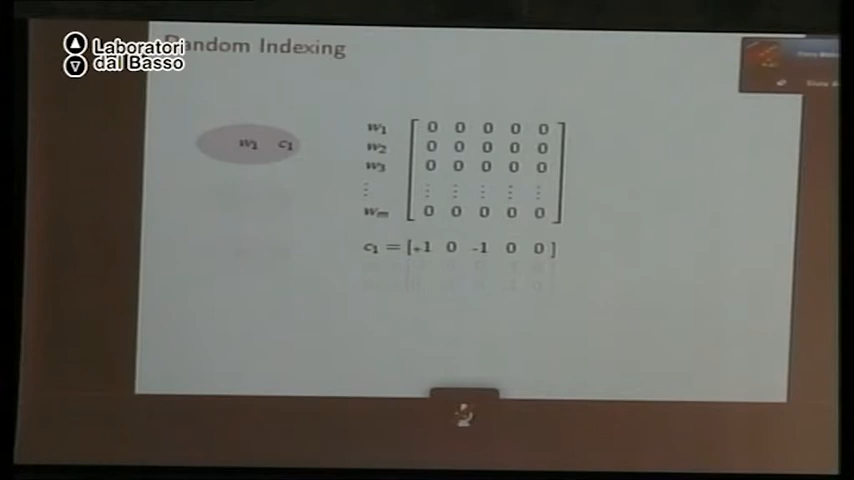 Laboratori
dal Basso
Random Indexing
w1 c1
w1 0 0 0 0 0
w2 0 0 0 0 0
w3 0 0 0 0 0
⋮ ⋮ ⋮ ⋮ ⋮ ⋮
wm 0 0 0 0 0
c1 = [+1 0 -1 0 0 ]